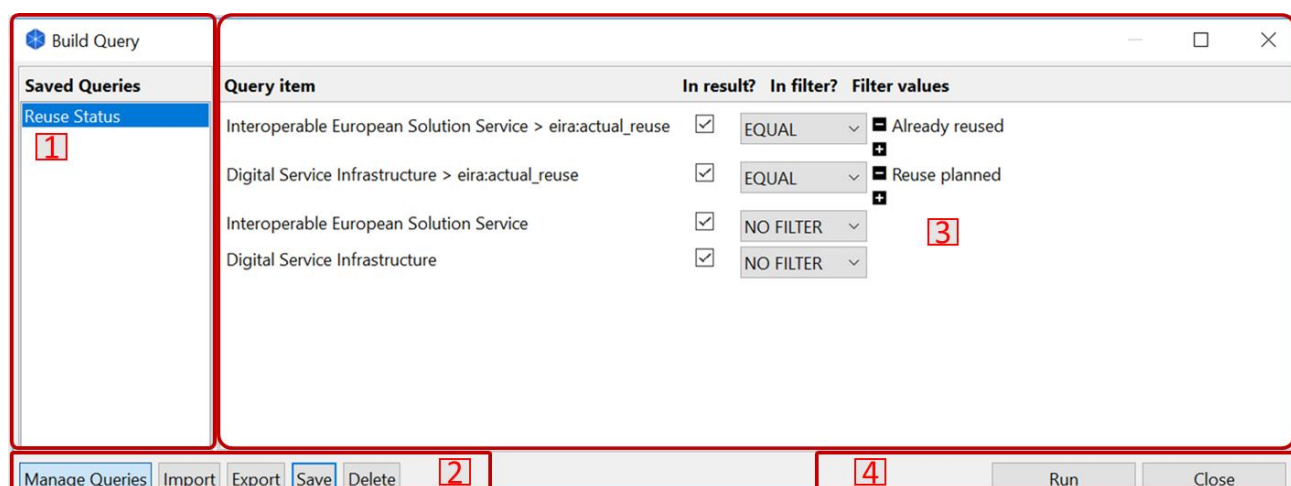 Build Query
Saved Queries
Reuse Status
1
Query item In result? In filter? Filter values
Interoperable European Solution Service > eira:actual_reuse EQUAL Already reused
Digital Service Infrastructure > eira:actual_reuse EQUAL Reuse planned
Interoperable European Solution Service NO FILTER
3
Digital Service Infrastructure NO FILTER
Manage Queries Import Export Save Delete 2
4 Run Close